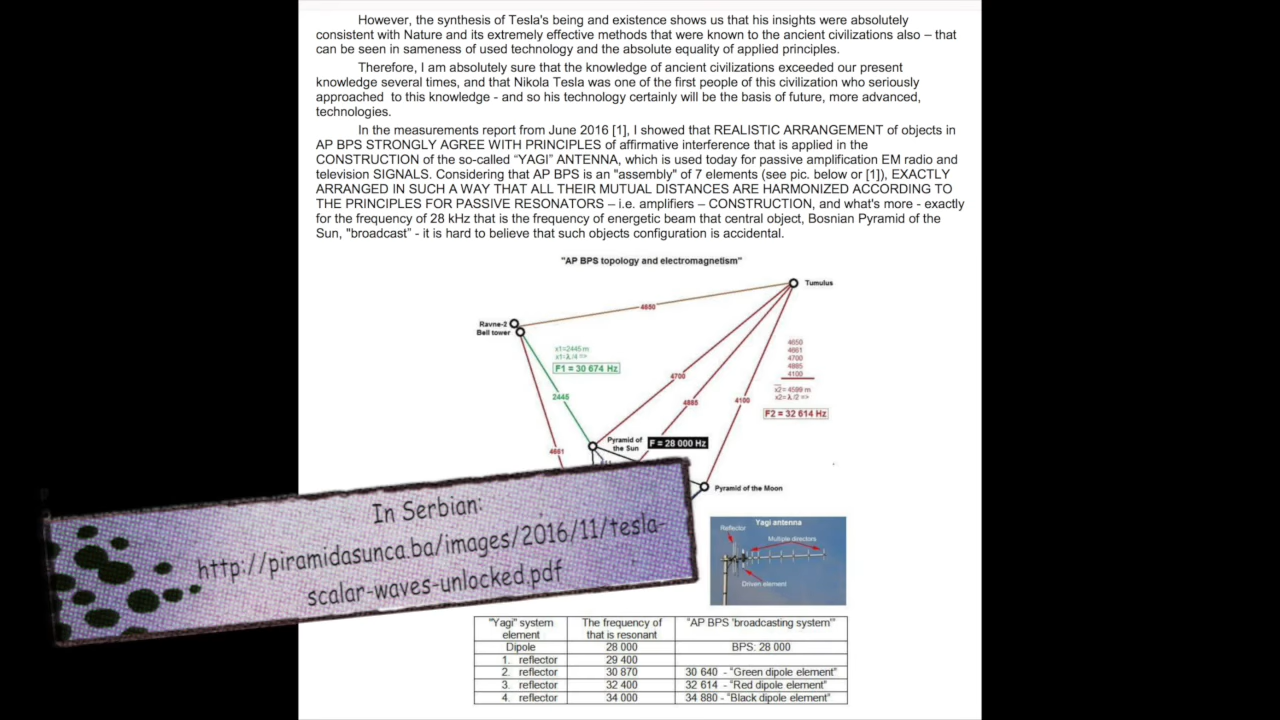 However, the synthesis of Tesla's being and existence shows us that his insights were absolutely
consistent with Nature and its extremely effective methods that were known to the ancient civilizations also – that
can be seen in sameness of used technology and the absolute equality of applied principles.
Therefore, I am absolutely sure that the knowledge of ancient civilizations exceeded our present
knowledge several times, and that Nikola Tesla was one of the first people of this civilization who seriously
approached to this knowledge - and so his technology certainly will be the basis of future, more advanced,
technologies.
In the measurements report from June 2016 [1], I showed that REALISTIC ARRANGEMENT of objects in
AP BPS STRONGLY AGREE WITH PRINCIPLES of affirmative interference that is applied in the
CONSTRUCTION of the so-called "YAGI" ANTENNA, which is used today for passive amplification EM radio and
television SIGNALS. Considering that AP BPS is an "assembly" of 7 elements (see pic. below or [1]), EXACTLY
ARRANGED IN SUCH A WAY THAT ALL THEIR MUTUAL DISTANCES ARE HARMONIZED ACCORDING TO
THE PRINCIPLES FOR PASSIVE RESONATORS – i.e. amplifiers – CONSTRUCTION, and what's more - exactly
for the frequency of 28 kHz that is the frequency of energetic beam that central object, Bosnian Pyramid of the
Sun, "broadcast" - it is hard to believe that such objects configuration is accidental.
"AP BPS topology and electromagnetism"
Tumulus
4650
Ravne-2
Bell tower
x1=2445 m
x1=λ/4 =>
F1 = 30 674 Hz
4650
4661
4700
4885
4100
x2= 4599 m
x2= λ/2 =>
F2 = 32 614 Hz
4700
2445
4885
4100
Pyramid of
the Sun
F = 28 000 Hz
4661
Pyramid of the Moon
In Serbian:
http://piramidasunca.ba/images/2016/11/tesla-
scalar-waves-unlocked.pdf
Yagi antenna
Reflector
Multiple directors
Driven element
"Yagi" system element The frequency of that is resonant "AP BPS 'broadcasting system'"
Dipole 28 000 BPS: 28 000
1. reflector 29 400
2. reflector 30 870 30 640 - "Green dipole element"
3. reflector 32 400 32 614 - "Red dipole element"
4. reflector 34 000 34 880 - "Black dipole element"